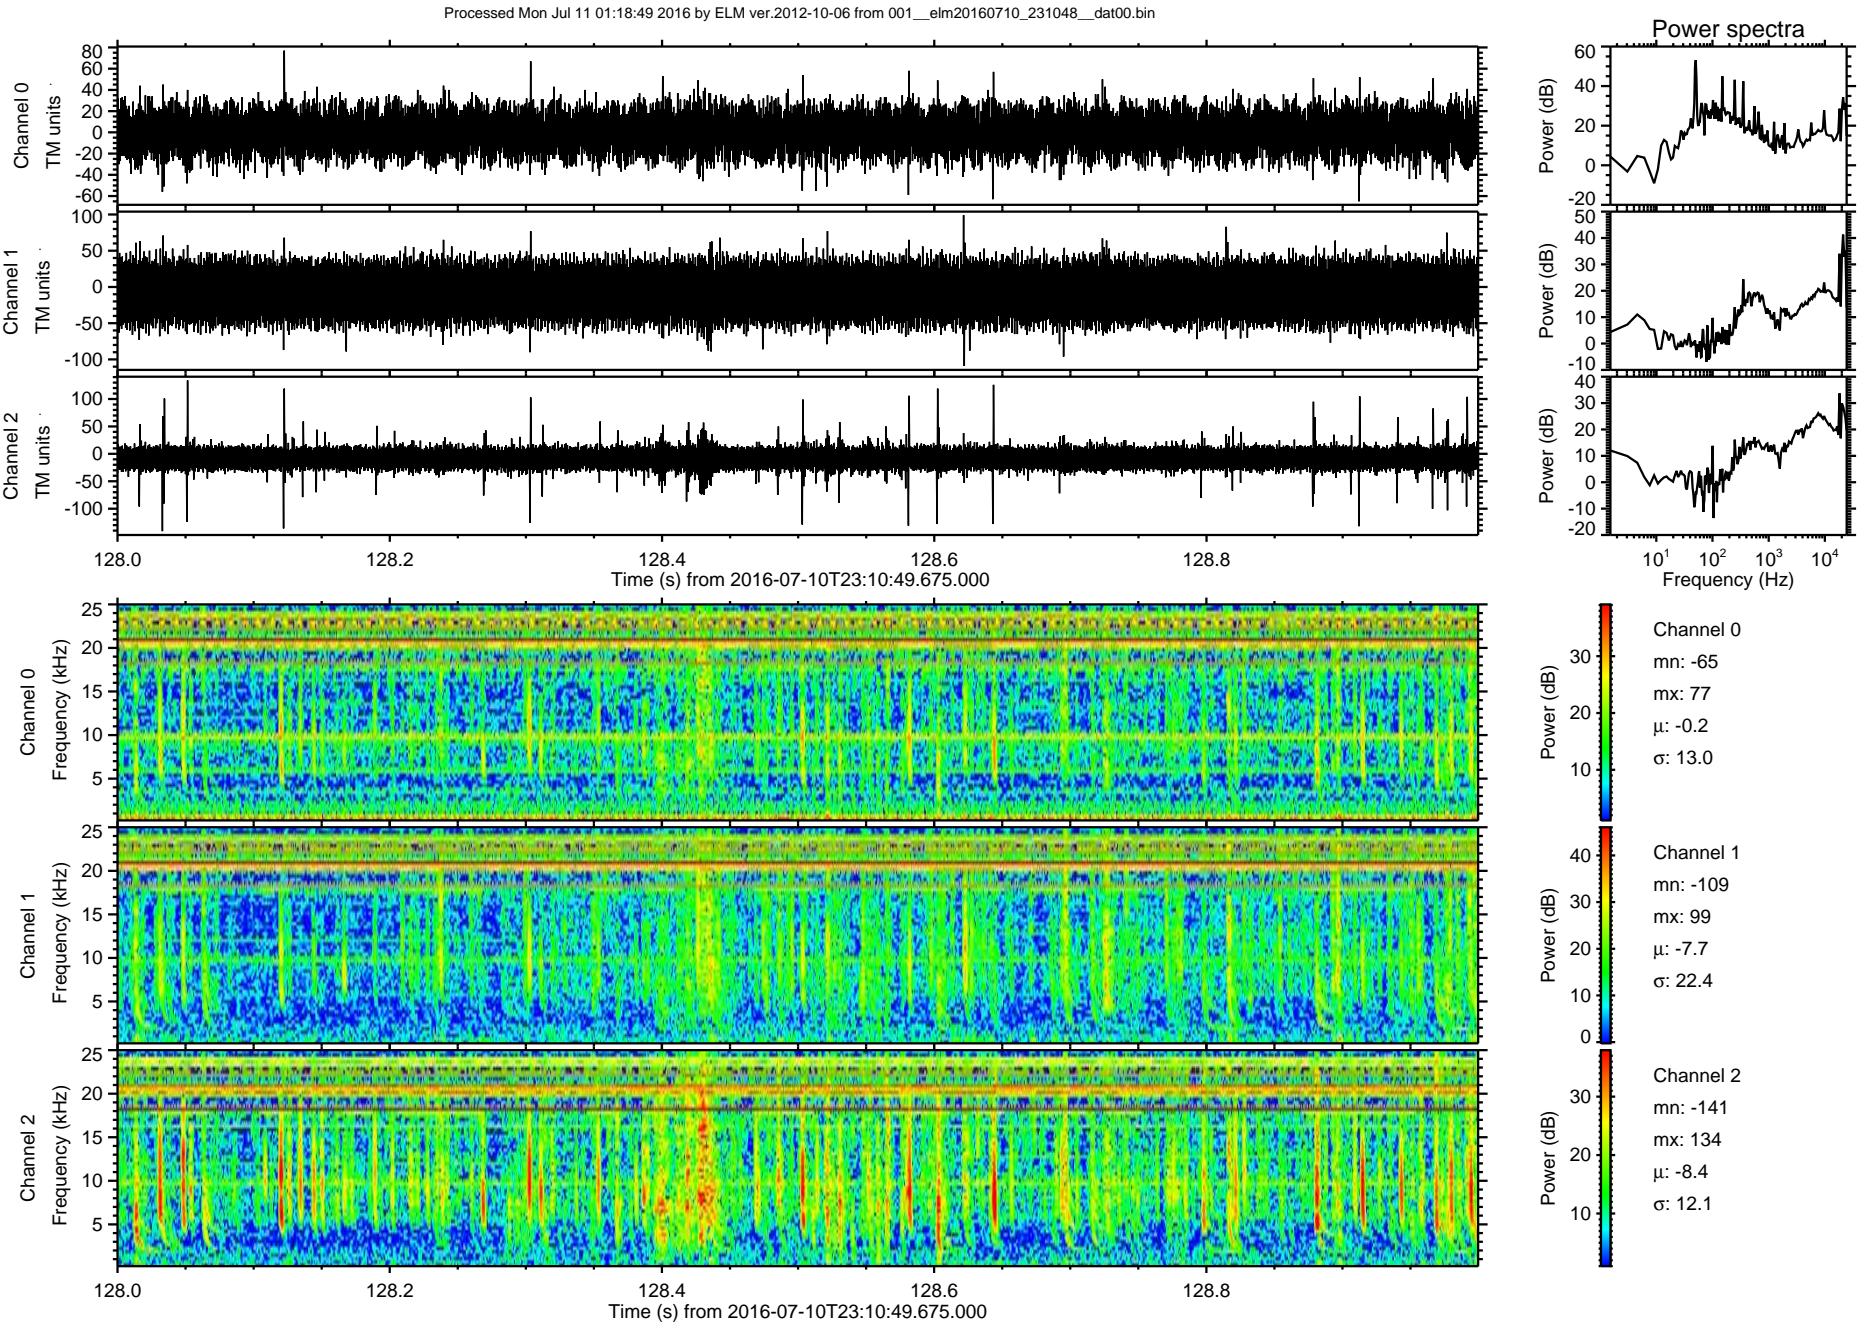 Processed Mon Jul 11 01:18:49 2016 by ELM ver.2012-10-06 from 001__elm20160710_231048__dat00.bin
Power spectra
Channel 0
TM units
80
60
40
20
0
-20
-40
-60
Power (dB)
60
40
20
0
-20
Channel 1
TM units
100
50
0
-50
-100
Power (dB)
50
40
30
20
10
0
-10
Channel 2
TM units
100
50
0
-50
-100
Power (dB)
40
30
20
10
0
-10
-20
128.0 128.2 128.4 128.6 128.8
Time (s) from 2016-07-10T23:10:49.675.000
10¹ 10² 10³ 10⁴
Frequency (Hz)
Channel 0
Frequency (kHz)
25
20
15
10
5
Power (dB)
30
20
10
Channel 0
mn: -65
mx: 77
μ: -0.2
σ: 13.0
Channel 1
Frequency (kHz)
25
20
15
10
5
Power (dB)
40
30
20
10
0
Channel 1
mn: -109
mx: 99
μ: -7.7
σ: 22.4
Channel 2
Frequency (kHz)
25
20
15
10
5
Power (dB)
30
20
10
Channel 2
mn: -141
mx: 134
μ: -8.4
σ: 12.1
128.0 128.2 128.4 128.6 128.8
Time (s) from 2016-07-10T23:10:49.675.000